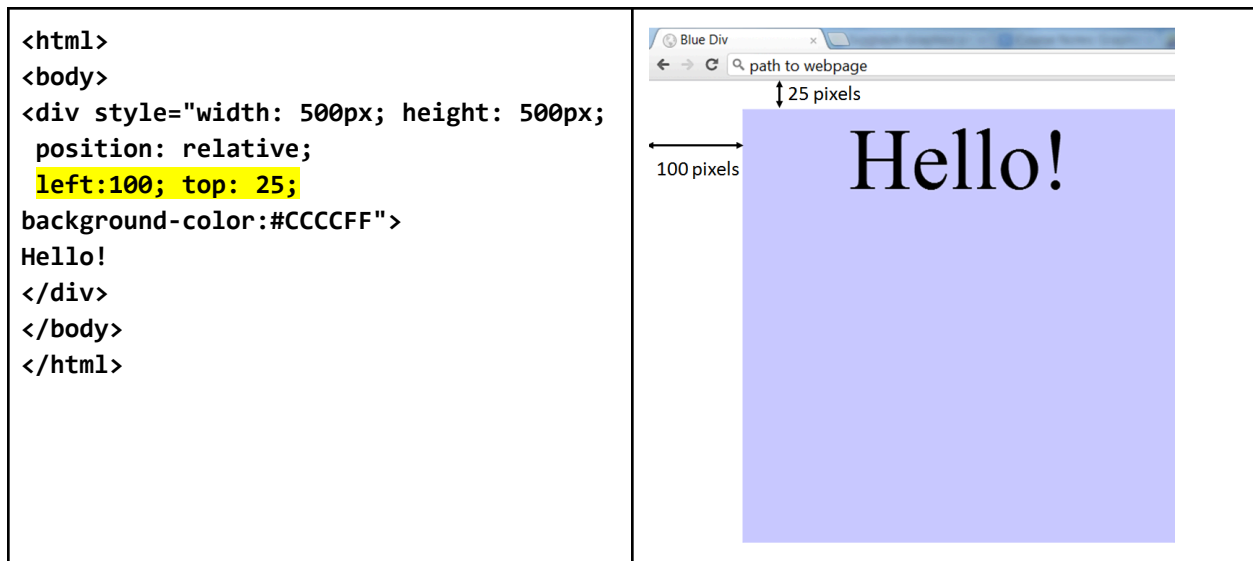 <html>
<body>
<div style="width: 500px; height: 500px;
position: relative;
left:100; top: 25;
background-color:#CCCCFF">
Hello!
</div>
</body>
</html>
Blue Div
path to webpage
25 pixels
100 pixels
Hello!